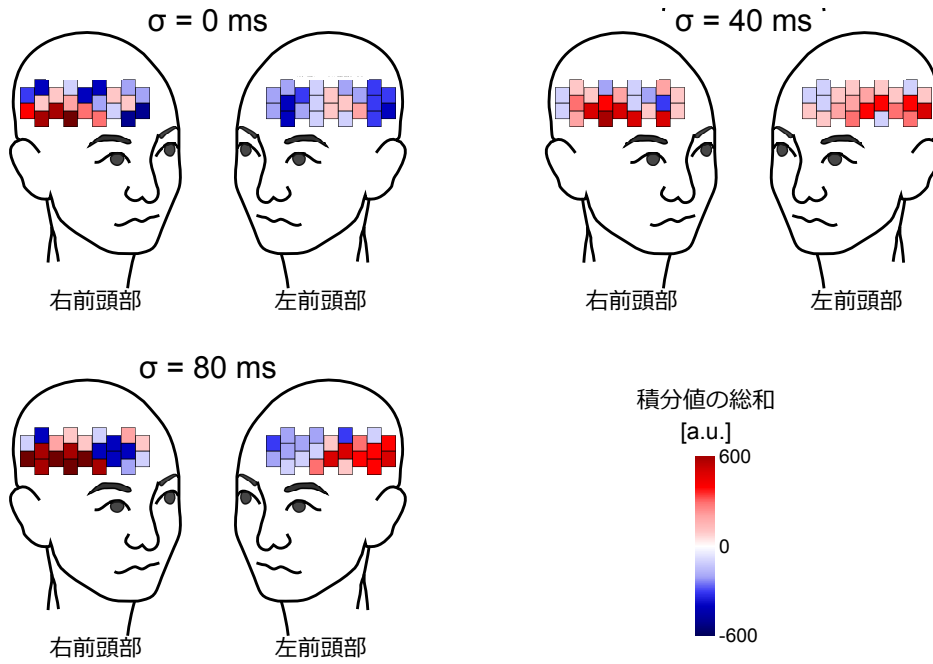 σ = 0 ms
σ = 40 ms
右前頭部
左前頭部
右前頭部
左前頭部
σ = 80 ms
右前頭部
左前頭部
積分値の総和
[a.u.]
600
0
-600